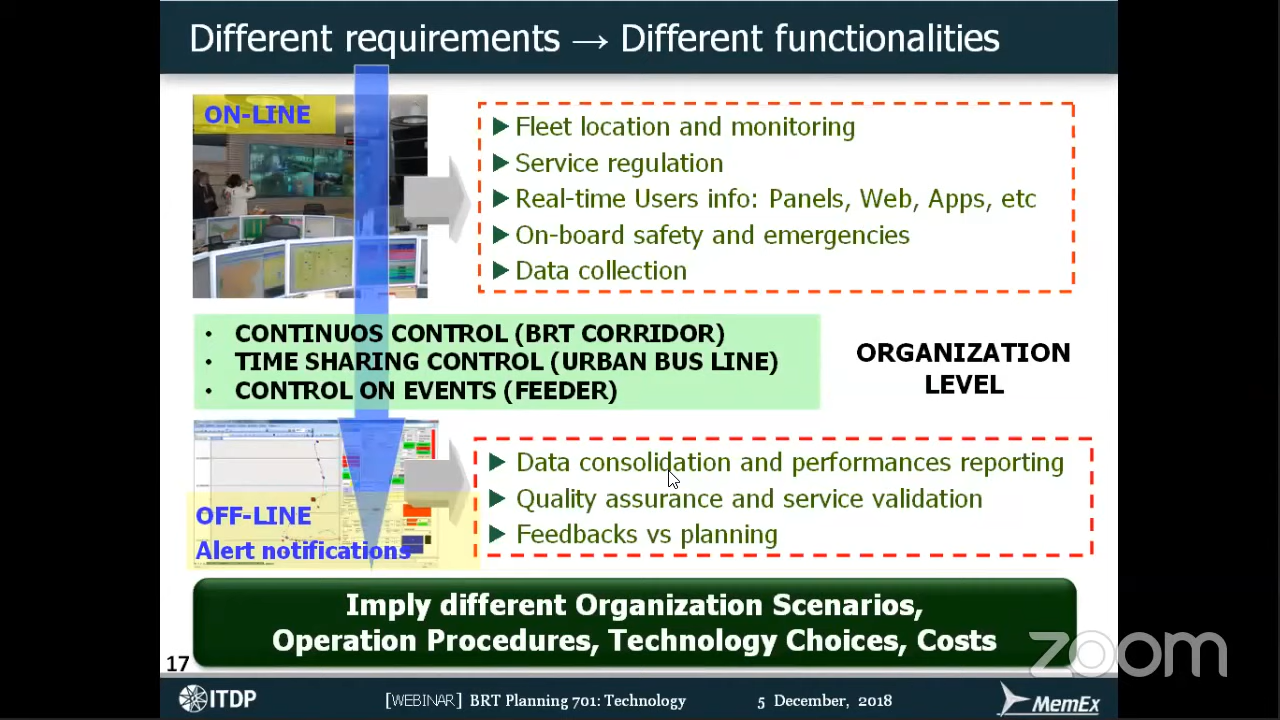 Different requirements → Different functionalities
ON-LINE
▶ Fleet location and monitoring
▶ Service regulation
▶ Real-time Users info: Panels, Web, Apps, etc
▶ On-board safety and emergencies
▶ Data collection
• CONTINUOS CONTROL (BRT CORRIDOR)
• TIME SHARING CONTROL (URBAN BUS LINE)
• CONTROL ON EVENTS (FEEDER)
ORGANIZATION
LEVEL
OFF-LINE
Alert notifications
▶ Data consolidation and performances reporting
▶ Quality assurance and service validation
▶ Feedbacks vs planning
Imply different Organization Scenarios,
Operation Procedures, Technology Choices, Costs
zoom
17
ITDP
[WEBINAR] BRT Planning 701: Technology
5 December, 2018
MemEx